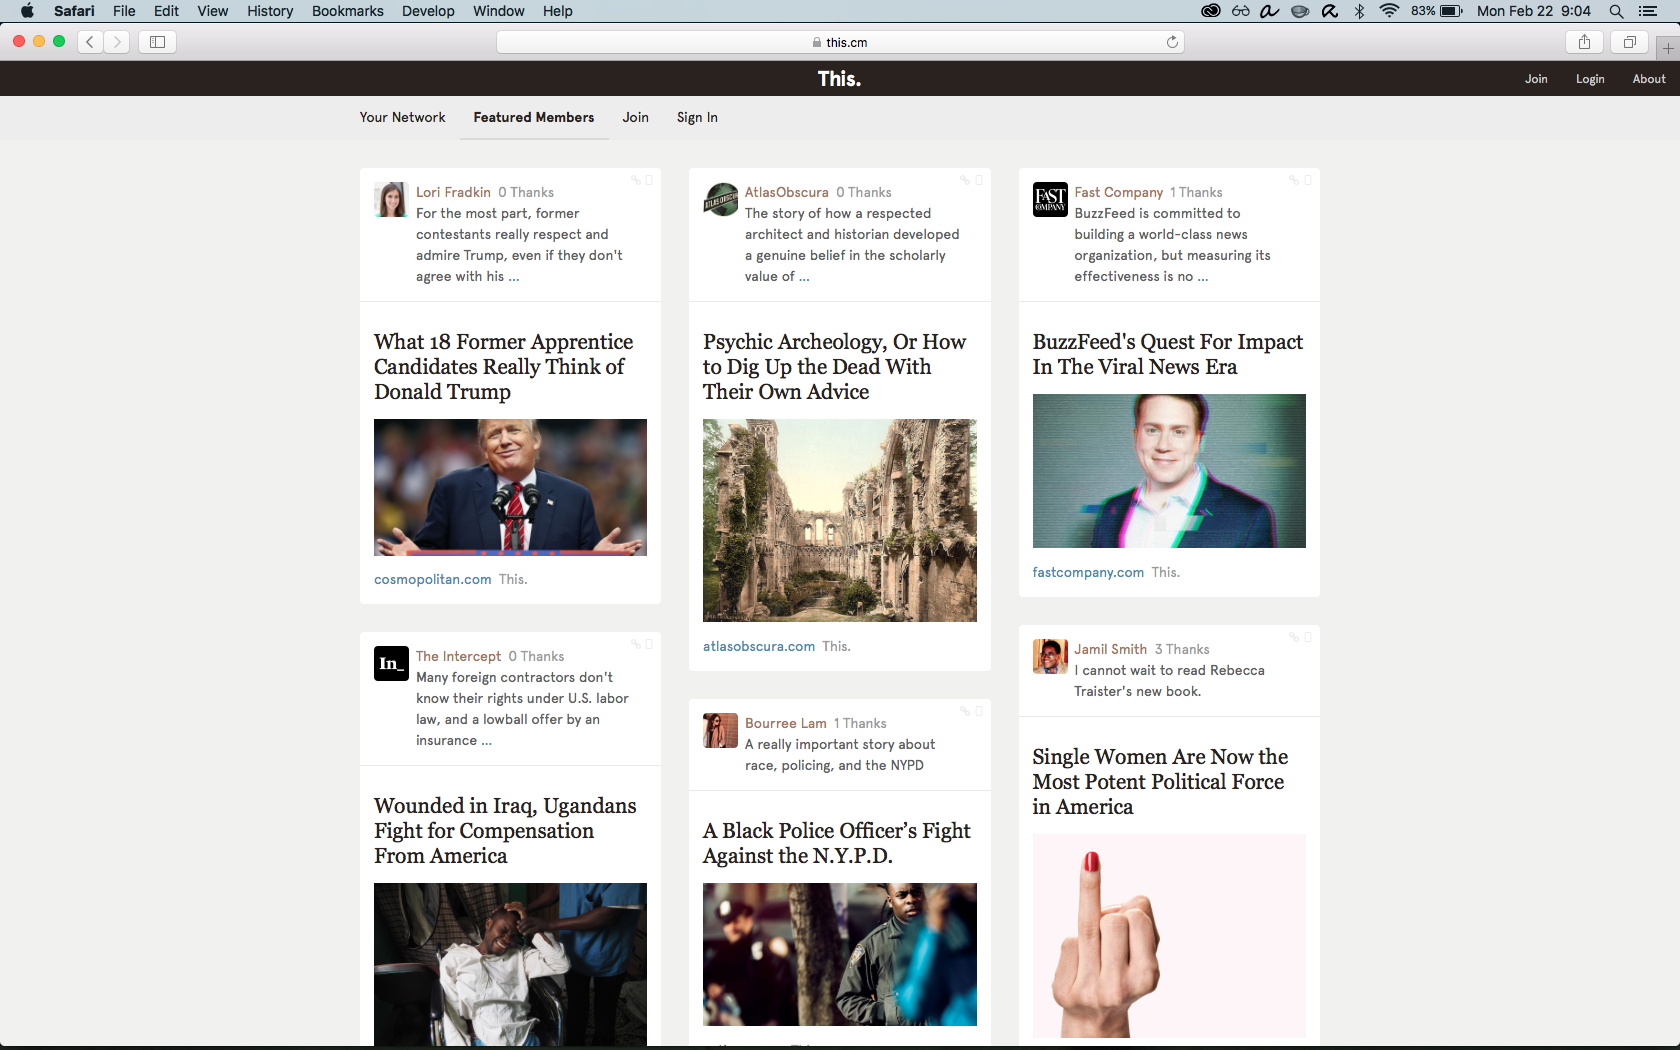 Safari File Edit View History Bookmarks Develop Window Help 83% Mon Feb 22 9:04
this.cm
This. Join Login About
Your Network Featured Members Join Sign In
Lori Fradkin 0 Thanks
For the most part, former
contestants really respect and
admire Trump, even if they don't
agree with his ...
What 18 Former Apprentice
Candidates Really Think of
Donald Trump
cosmopolitan.com This.
In_
The Intercept 0 Thanks
Many foreign contractors don't
know their rights under U.S. labor
law, and a lowball offer by an
insurance ...
Wounded in Iraq, Ugandans
Fight for Compensation
From America
ATLAS OBSCURA
AtlasObscura 0 Thanks
The story of how a respected
architect and historian developed
a genuine belief in the scholarly
value of ...
Psychic Archeology, Or How
to Dig Up the Dead With
Their Own Advice
atlasobscura.com This.
Bourree Lam 1 Thanks
A really important story about
race, policing, and the NYPD
A Black Police Officer’s Fight
Against the N.Y.P.D.
FAST
COMPANY
Fast Company 1 Thanks
BuzzFeed is committed to
building a world-class news
organization, but measuring its
effectiveness is no ...
BuzzFeed's Quest For Impact
In The Viral News Era
fastcompany.com This.
Jamil Smith 3 Thanks
I cannot wait to read Rebecca
Traister's new book.
Single Women Are Now the
Most Potent Political Force
in America